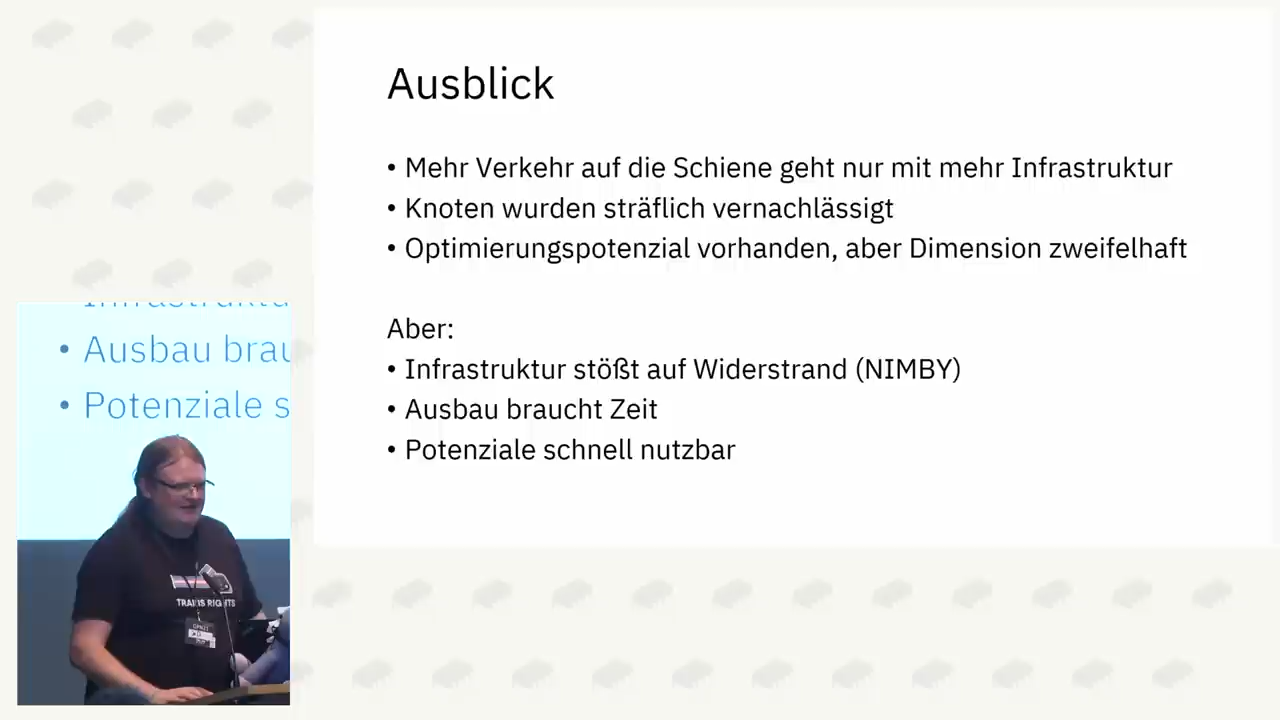 Ausblick
• Mehr Verkehr auf die Schiene geht nur mit mehr Infrastruktur
• Knoten wurden sträflich vernachlässigt
• Optimierungspotenzial vorhanden, aber Dimension zweifelhaft
Aber:
• Infrastruktur stößt auf Widerstrand (NIMBY)
• Ausbau braucht Zeit
• Potenziale schnell nutzbar
• Ausbau brau
• Potenziale s
RIGHTS